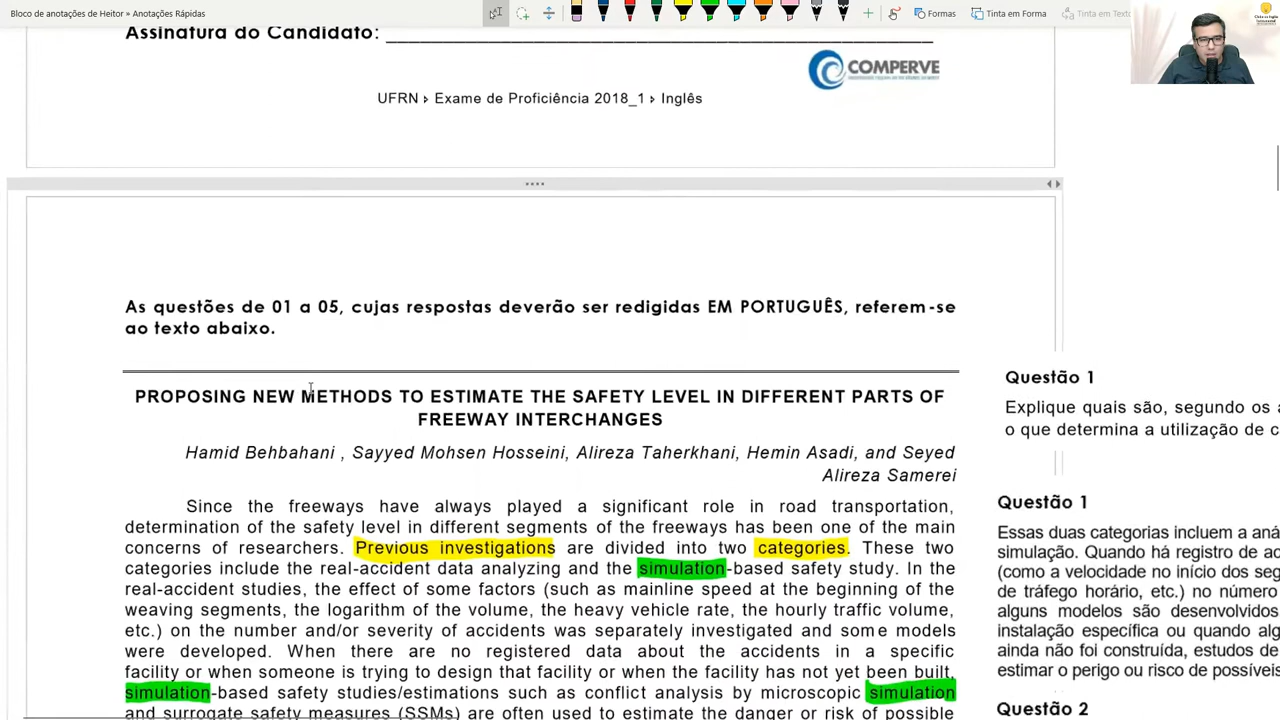 Bloco de anotações de Heitor » Anotações Rápidas
Formas
Tinta em Forma
Tinta em Texto
Assinatura do Candidato: ____________________________________________
COMPERVE
UFRN ▸ Exame de Proficiência 2018_1 ▸ Inglês
As questões de 01 a 05, cujas respostas deverão ser redigidas EM PORTUGUÊS, referem-se
ao texto abaixo.
PROPOSING NEW METHODS TO ESTIMATE THE SAFETY LEVEL IN DIFFERENT PARTS OF
FREEWAY INTERCHANGES
Hamid Behbahani , Sayyed Mohsen Hosseini, Alireza Taherkhani, Hemin Asadi, and Seyed
Alireza Samerei
Since the freeways have always played a significant role in road transportation,
determination of the safety level in different segments of the freeways has been one of the main
concerns of researchers. Previous investigations are divided into two categories. These two
categories include the real-accident data analyzing and the simulation-based safety study. In the
real-accident studies, the effect of some factors (such as mainline speed at the beginning of the
weaving segments, the logarithm of the volume, the heavy vehicle rate, the hourly traffic volume,
etc.) on the number and/or severity of accidents was separately investigated and some models
were developed. When there are no registered data about the accidents in a specific
facility or when someone is trying to design that facility or when the facility has not yet been built,
simulation-based safety studies/estimations such as conflict analysis by microscopic simulation
and surrogate safety measures (SSMs) are often used to estimate the danger or risk of possible
Questão 1
Explique quais são, segundo os a
o que determina a utilização de c
Questão 1
Essas duas categorias incluem a aná
simulação. Quando há registro de ac
(como a velocidade no início dos seg
de tráfego horário, etc.) no número
alguns modelos são desenvolvidos
instalação específica ou quando alg
ainda não foi construída, estudos de
estimar o perigo ou risco de possíveis
Questão 2